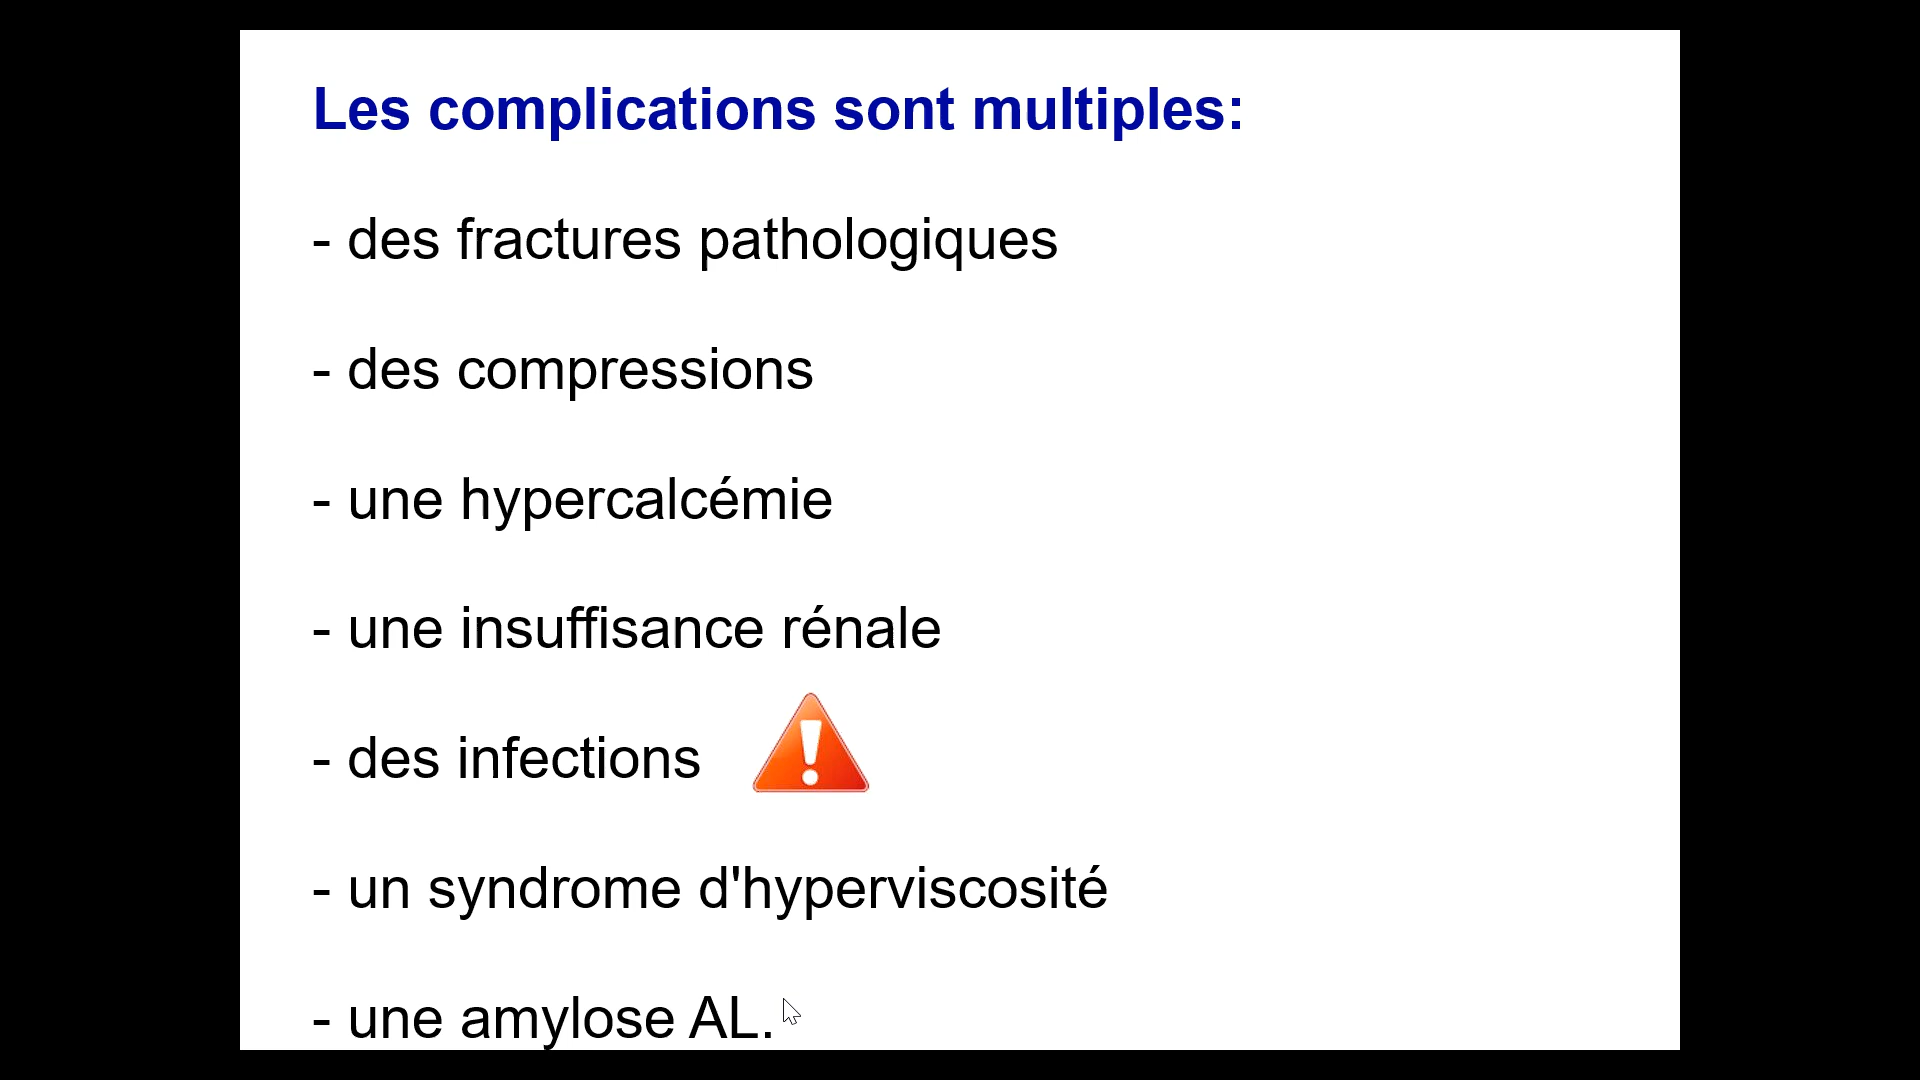 Les complications sont multiples:
- des fractures pathologiques
- des compressions
- une hypercalcémie
- une insuffisance rénale
- des infections
- un syndrome d'hyperviscosité
- une amylose AL.